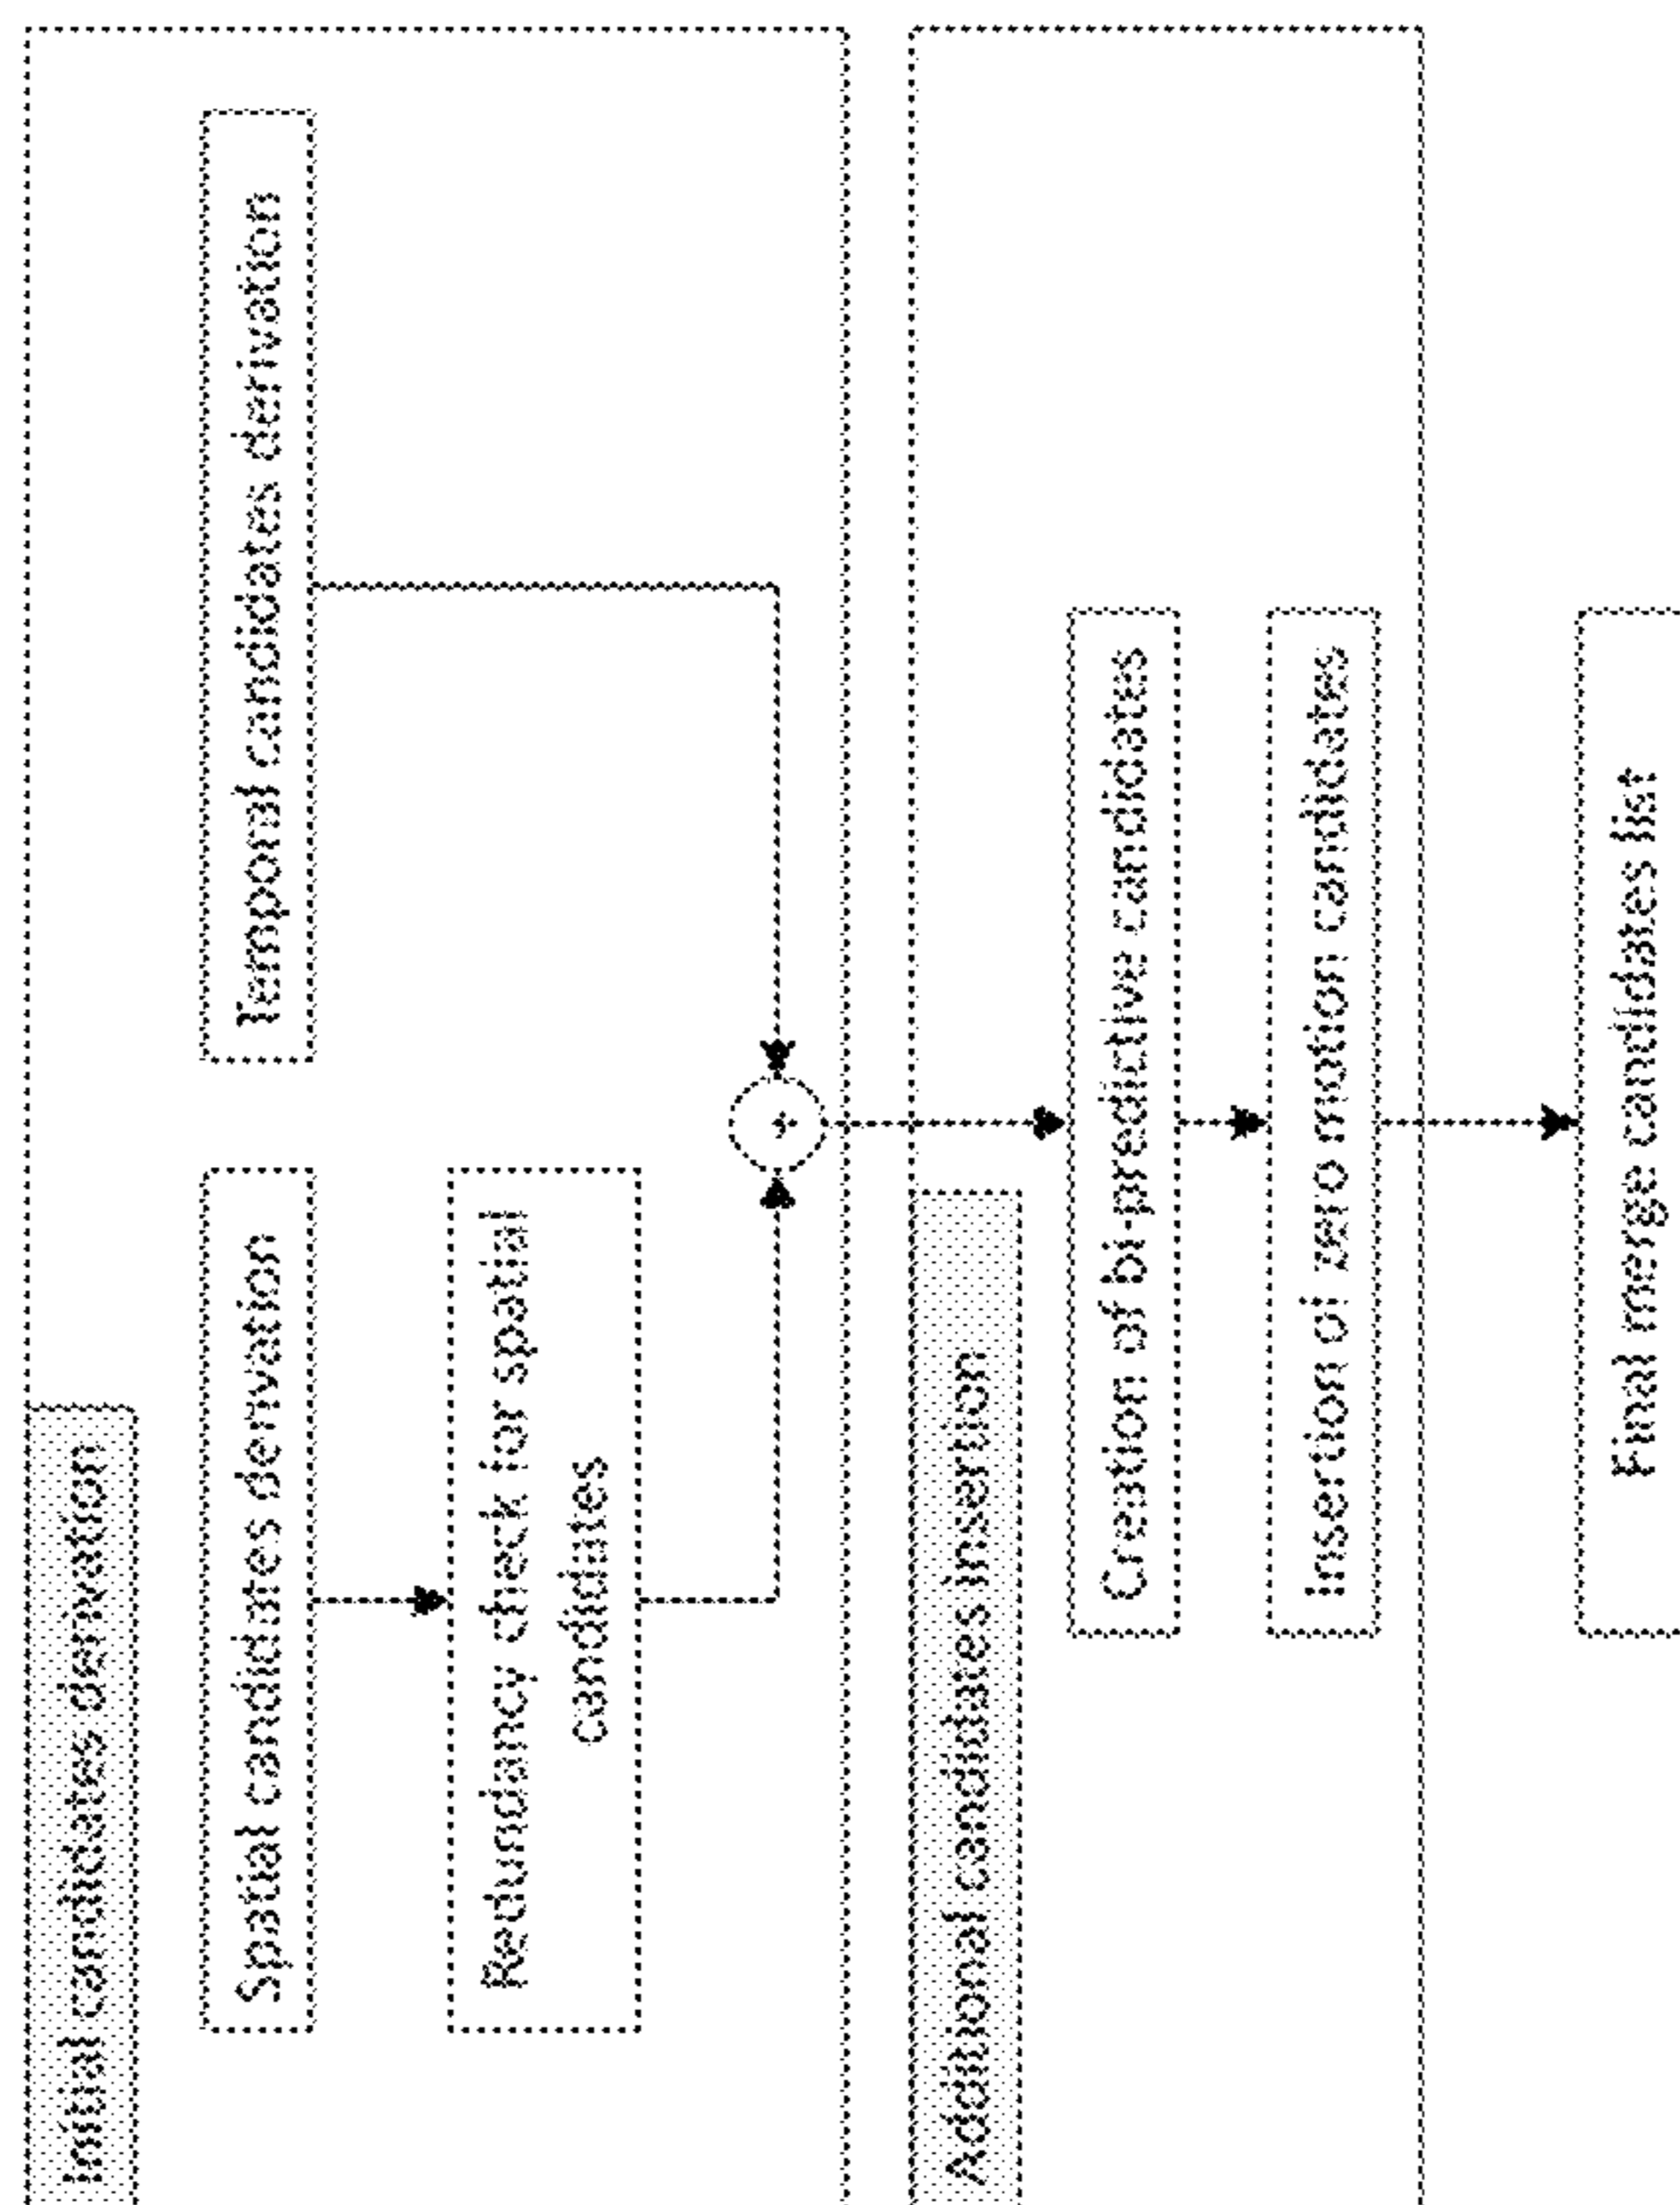 Initial candidates derivation
Spatial candidates derivation
Temporal candidates derivation
Redundancy check for spatial
candidates
+
Additional candidates insertion
Creation of bi-predictive candidates
Insertion of zero motion candidates
Final merge candidates list